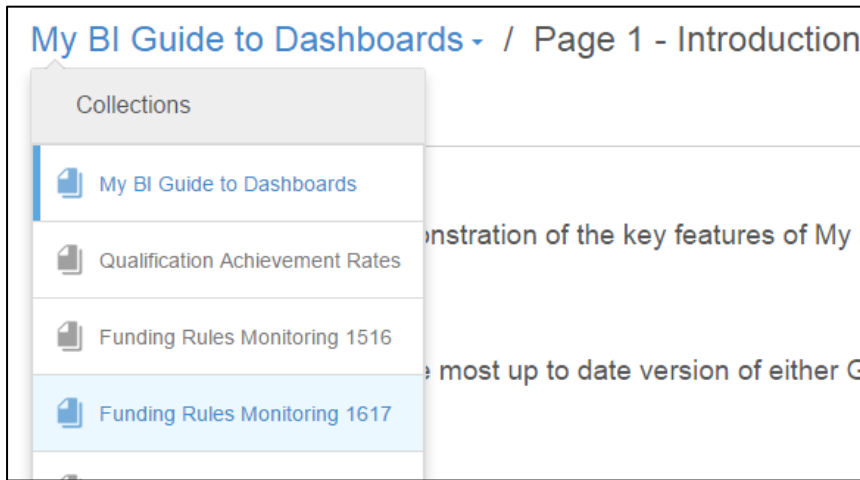 My BI Guide to Dashboards / Page 1 - Introduction
Collections
My BI Guide to Dashboards
onstration of the key features of My
Qualification Achievement Rates
Funding Rules Monitoring 1516
most up to date version of either G
Funding Rules Monitoring 1617